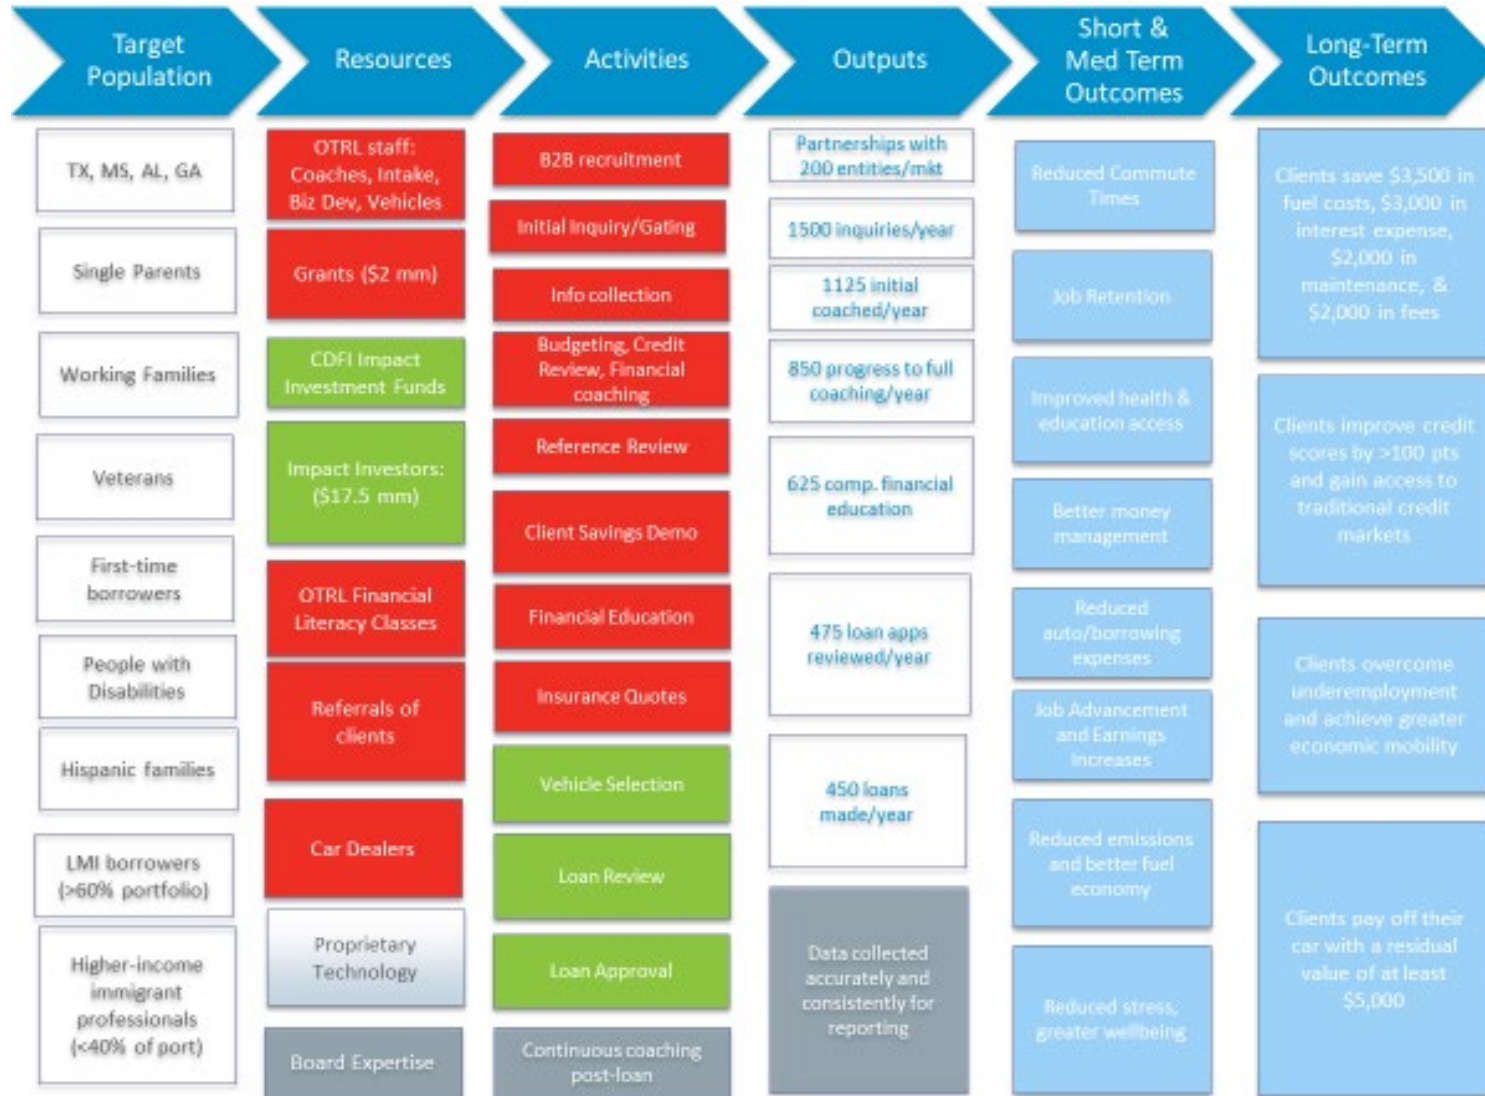 Target
Population
Resources
Activities
Outputs
Short &
Med Term
Outcomes
Long-Term
Outcomes
TX, MS, AL, GA
Single Parents
Working Families
Veterans
First-time
borrowers
People with
Disabilities
Hispanic families
LMI borrowers
(>60% portfolio)
Higher-income
immigrant
professionals
(<40% of port)
OTRL staff:
Coaches, Intake,
Biz Dev, Vehicles
Grants ($2 mm)
CDFI Impact
Investment Funds
Impact Investors:
($17.5 mm)
OTRL Financial
Literacy Classes
Referrals of
clients
Car Dealers
Proprietary
Technology
Board Expertise
B2B recruitment
Initial Inquiry/Gating
Info collection
Budgeting, Credit
Review, Financial
coaching
Reference Review
Client Savings Demo
Financial Education
Insurance Quotes
Vehicle Selection
Loan Review
Loan Approval
Continuous coaching
post-loan
Partnerships with
200 entities/mkt
1500 inquiries/year
1125 initial
coached/year
850 progress to full
coaching/year
625 comp. financial
education
475 loan apps
reviewed/year
450 loans
made/year
Data collected
accurately and
consistently for
reporting
Reduced Commute
Times
Job Retention
Improved health &
education access
Better money
management
Reduced
auto/borrowing
expenses
Job Advancement
and Earnings
Increases
Reduced emissions
and better fuel
economy
Reduced stress,
greater wellbeing
Clients save $3,500 in
fuel costs, $3,000 in
interest expense,
$2,000 in
maintenance, &
$2,000 in fees
Clients improve credit
scores by >100 pts
and gain access to
traditional credit
markets
Clients overcome
underemployment
and achieve greater
economic mobility
Clients pay off their
car with a residual
value of at least
$5,000